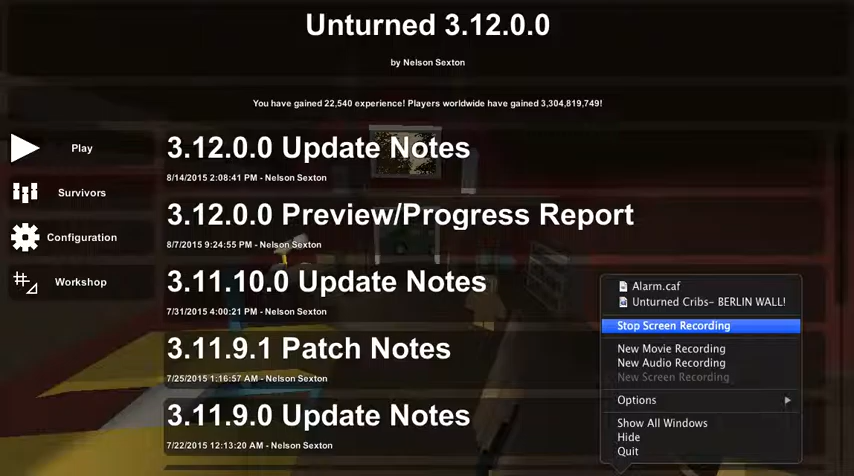 Unturned 3.12.0.0
by Nelson Sexton
You have gained 22,540 experience! Players worldwide have gained 3,304,819,749!
Play
Survivors
Configuration
Workshop
3.12.0.0 Update Notes
8/14/2015 2:08:41 PM - Nelson Sexton
3.12.0.0 Preview/Progress Report
8/7/2015 9:24:55 PM - Nelson Sexton
3.11.10.0 Update Notes
7/31/2015 4:00:21 PM - Nelson Sexton
3.11.9.1 Patch Notes
7/25/2015 1:16:57 AM - Nelson Sexton
3.11.9.0 Update Notes
7/22/2015 12:13:20 AM - Nelson Sexton
Alarm.caf
Unturned Cribs- BERLIN WALL!
Stop Screen Recording
New Movie Recording
New Audio Recording
New Screen Recording
Options
Show All Windows
Hide
Quit